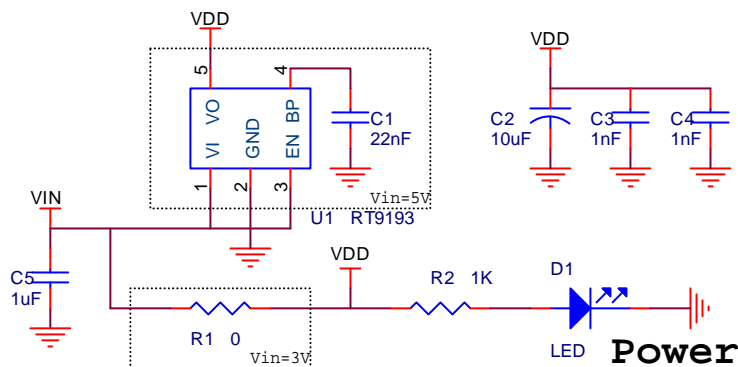 VDD
VDD
5
4
VO
BP
GND
VI
EN
C1
22nF
C2
10uF
C3
1nF
C4
1nF
1
2
3
Vin=5V
VIN
U1 RT9193
VDD
C5
1uF
R2 1K
D1
R1 0
Vin=3V
LED
Power